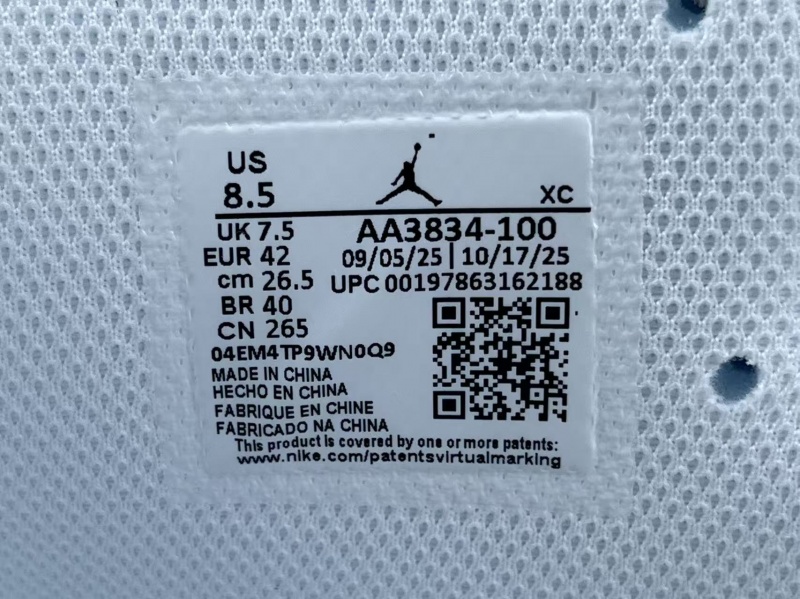 US
8.5
XC
UK 7.5
AA3834-100
EUR 42
09/05/25 | 10/17/25
cm 26.5
UPC 00197863162188
BR 40
CN 265
04EM4TP9WN0Q9
MADE IN CHINA
HECHO EN CHINA
FABRIQUE EN CHINE
FABRICADO NA CHINA
This product is covered by one or more patents:
www.nike.com/patentsvirtualmarking